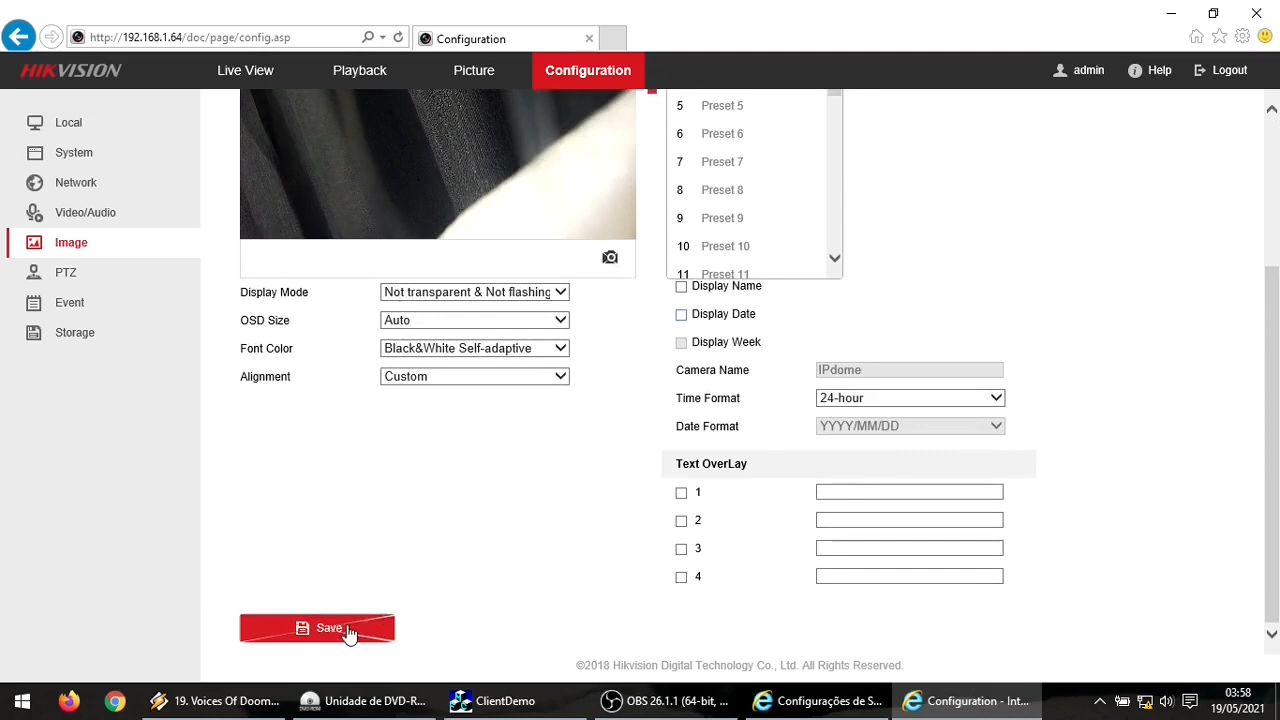 http://192.168.1.64/doc/page/config.asp
Configuration
HIKVISION
Live View
Playback
Picture
Configuration
admin
Help
Logout
Local
System
Network
Video/Audio
Image
PTZ
Event
Storage
5 Preset 5
6 Preset 6
7 Preset 7
8 Preset 8
9 Preset 9
10 Preset 10
11 Preset 11
Display Mode Not transparent & Not flashing
OSD Size Auto
Font Color Black&White Self-adaptive
Alignment Custom
Display Name
Display Date
Display Week
Camera Name IPdome
Time Format 24-hour
Date Format YYYY/MM/DD
Text OverLay
1
2
3
4
Save
©2018 Hikvision Digital Technology Co., Ltd. All Rights Reserved.
19. Voices Of Doom...
Unidade de DVD-R...
ClientDemo
OBS 26.1.1 (64-bit, ...
Configurações de S...
Configuration - Int...
03:58
19/05/2021